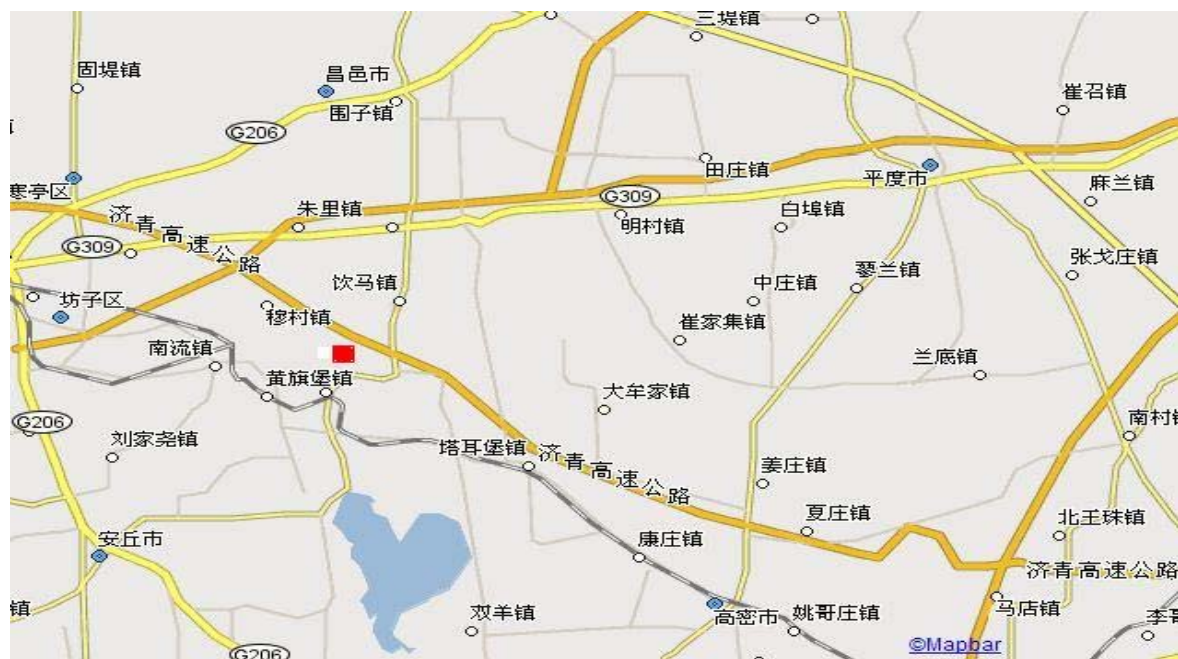 三堤镇
固堤镇
昌邑市
崔召镇
围子镇
G206
田庄镇
平度市
寒亭区
麻兰镇
G309
济青高速公路
朱里镇
白埠镇
明村镇
G309
张戈庄镇
蓼兰镇
饮马镇
中庄镇
坊子区
穆村镇
崔家集镇
南流镇
兰底镇
黄旗堡镇
大牟家镇
G206
南村镇
刘家尧镇
塔耳堡镇
济青高速公路
姜庄镇
夏庄镇
北王珠镇
安丘市
康庄镇
济青高速公路
镇
双羊镇
高密市
姚哥庄镇
马店镇
李哥
©Mapbar
G206